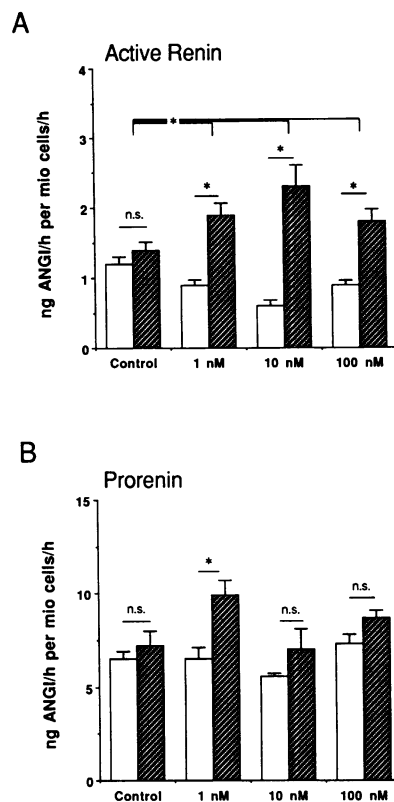 A
Active Renin
ng ANGI/h per mio cells/h
4
3
2
1
0
*
n.s.
*
*
*
Control
1 nM
10 nM
100 nM
B
Prorenin
ng ANGI/h per mio cells/h
15
10
5
0
n.s.
*
n.s.
n.s.
Control
1 nM
10 nM
100 nM